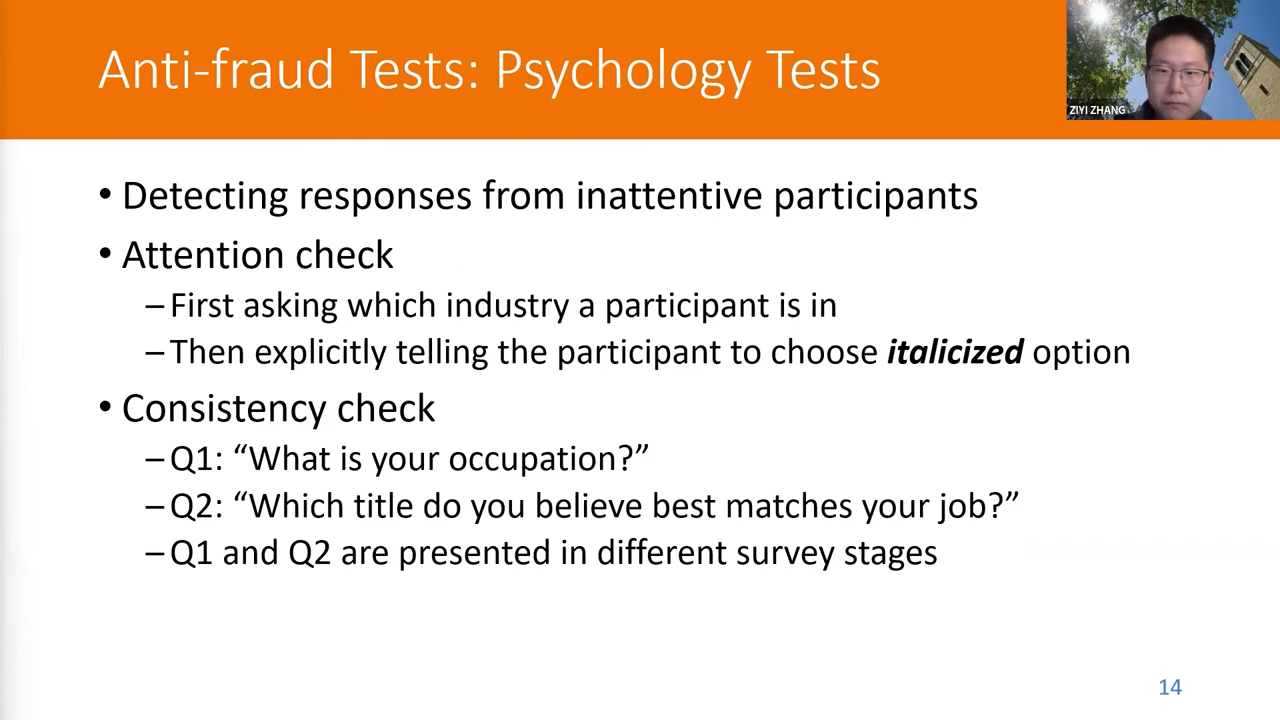 Anti-fraud Tests: Psychology Tests
ZIYI ZHANG
• Detecting responses from inattentive participants
• Attention check
– First asking which industry a participant is in
– Then explicitly telling the participant to choose italicized option
• Consistency check
– Q1: “What is your occupation?”
– Q2: “Which title do you believe best matches your job?”
– Q1 and Q2 are presented in different survey stages
14